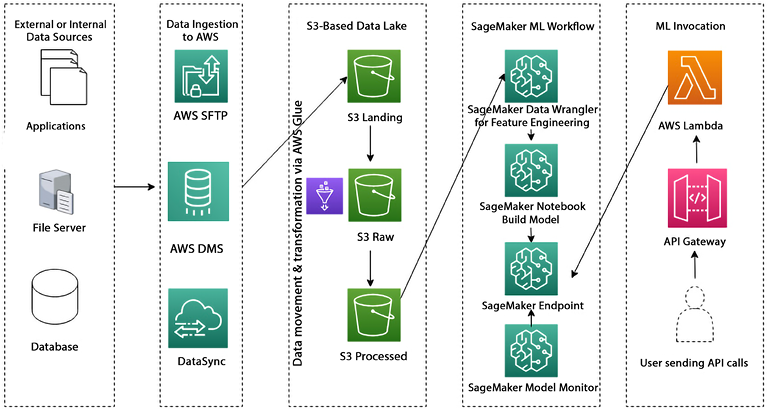 External or Internal
Data Sources
Applications
File Server
Database
Data Ingestion
to AWS
AWS SFTP
AWS DMS
DataSync
S3-Based Data Lake
Data movement & transformation via AWS Glue
S3 Landing
S3 Raw
S3 Processed
SageMaker ML Workflow
SageMaker Data Wrangler
for Feature Engineering
SageMaker Notebook
Build Model
SageMaker Endpoint
SageMaker Model Monitor
ML Invocation
AWS Lambda
</>
API Gateway
User sending API calls